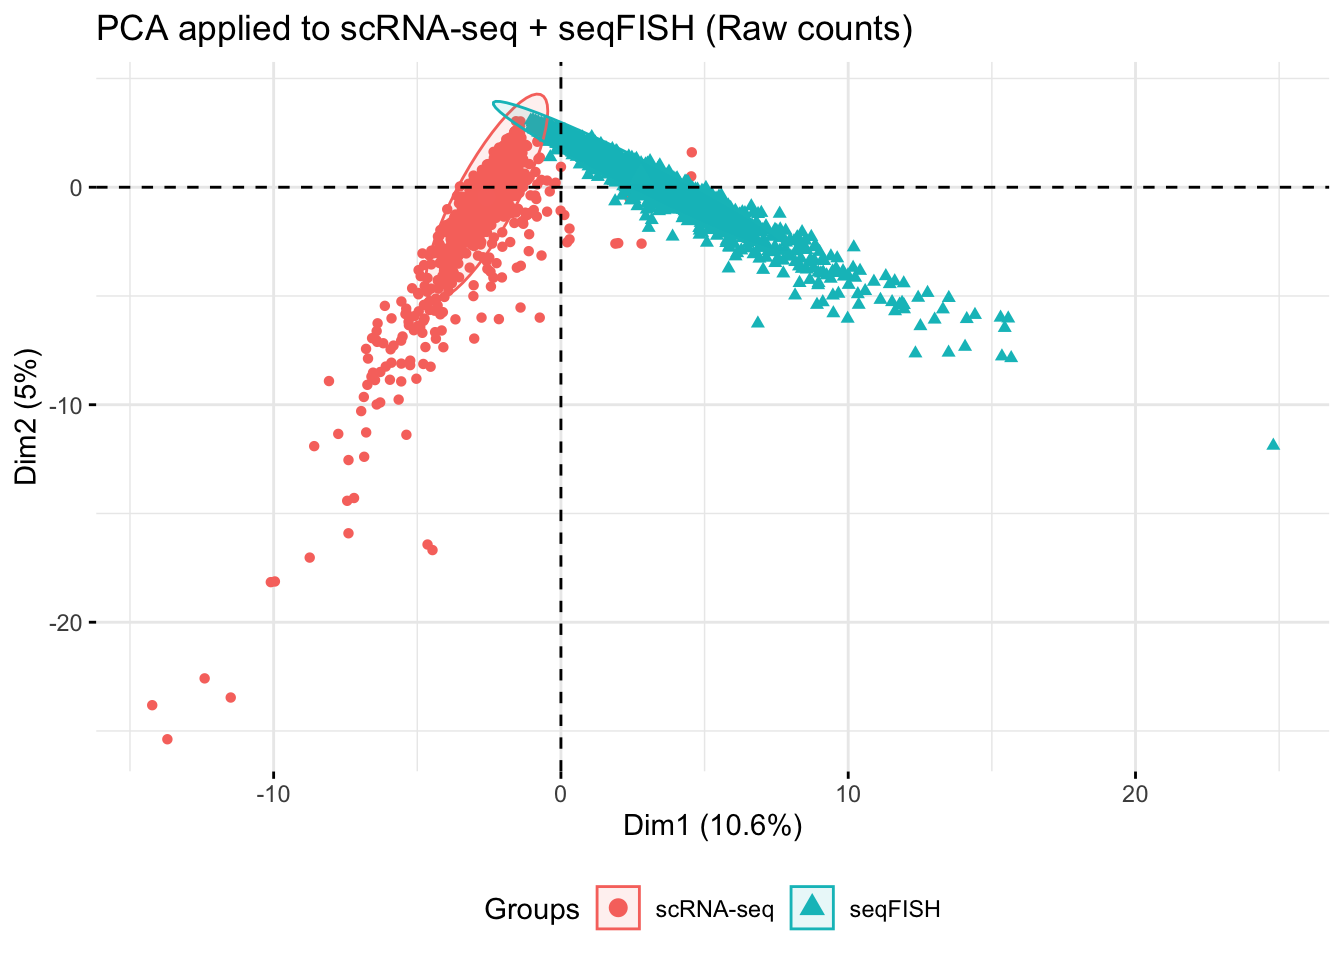 PCA applied to scRNA-seq + seqFISH (Raw counts)
0
-10
-20
Dim2 (5%)
-10
0
10
20
Dim1 (10.6%)
Groups
scRNA-seq
seqFISH